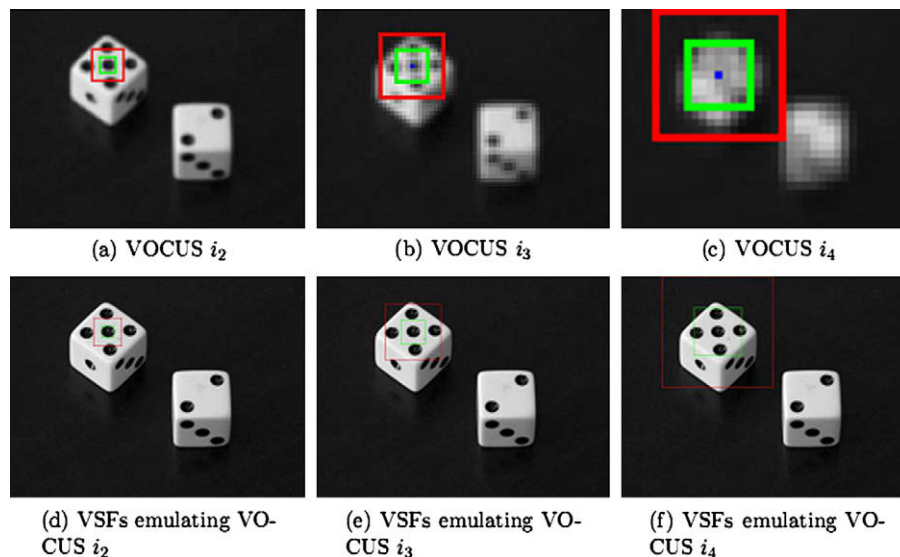 (a) VOCUS i₂
(b) VOCUS i₃
(c) VOCUS i₄
(d) VSFs emulating VO-
CUS i₂
(e) VSFs emulating VO-
CUS i₃
(f) VSFs emulating VO-
CUS i₄